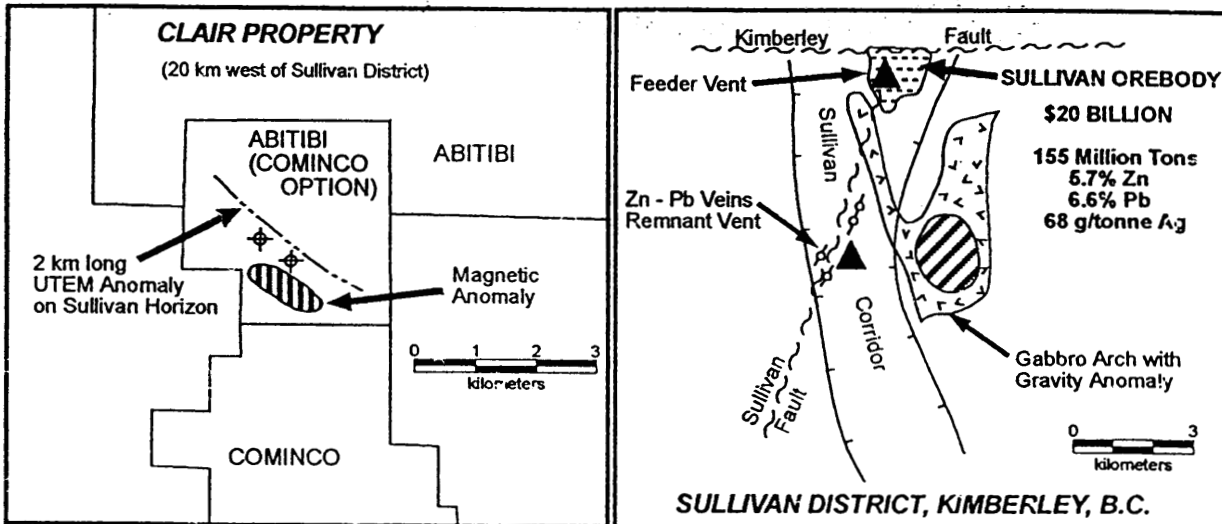 CLAIR PROPERTY
(20 km west of Sullivan District)
ABITIBI
(COMINCO
OPTION)
ABITIBI
2 km long
UTEM Anomaly
on Sullivan Horizon
Magnetic
Anomaly
0 1 2 3
kilometers
COMINCO
Kimberley Fault
Feeder Vent
SULLIVAN OREBODY
$20 BILLION
155 Million Tons
5.7% Zn
6.6% Pb
68 g/tonne Ag
Sullivan
Corridor
Zn - Pb Veins
Remnant Vent
Sullivan
Fault
Gabbro Arch with
Gravity Anomaly
0 3
kilometers
SULLIVAN DISTRICT, KIMBERLEY, B.C.